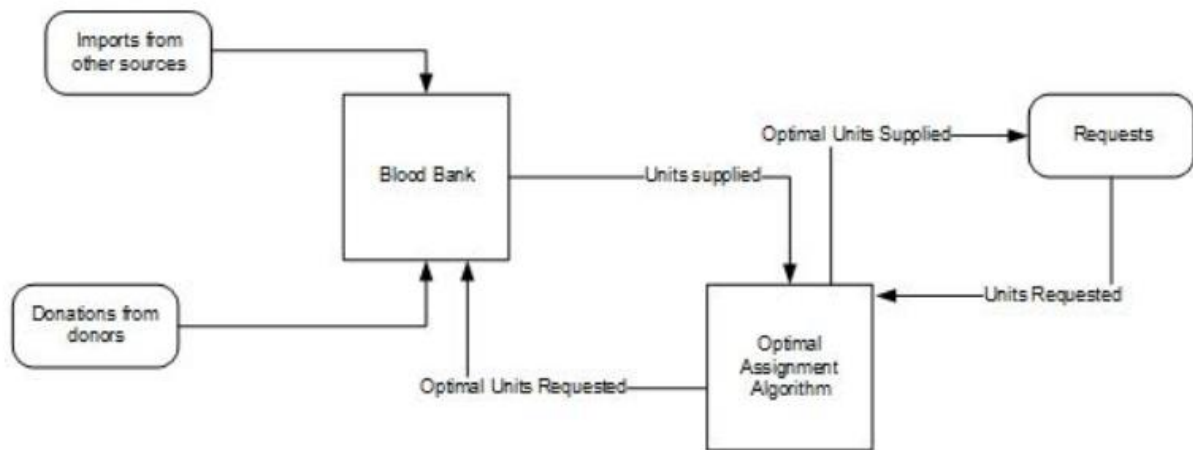 Imports from
other sources
Blood Bank
Units supplied
Optimal Units Supplied
Requests
Donations from
donors
Optimal Units Requested
Optimal
Assignment
Algorithm
Units Requested